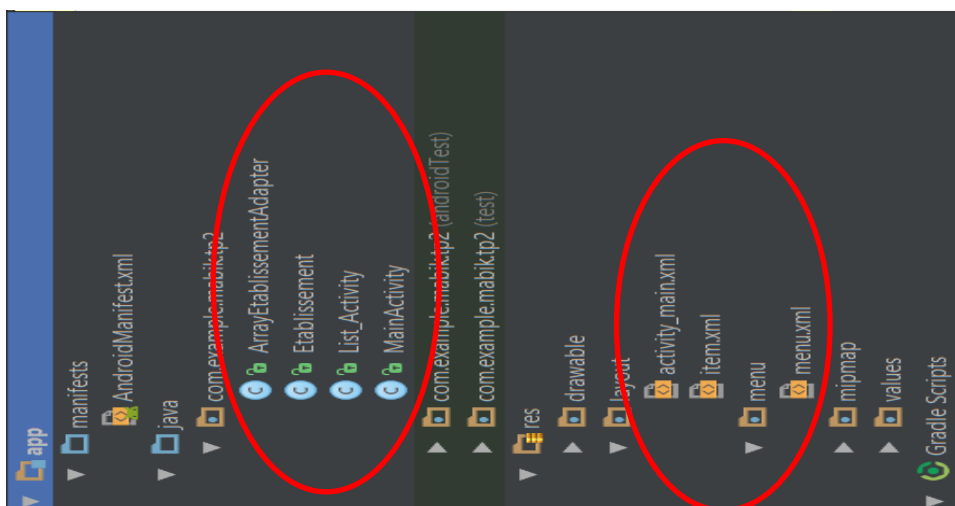 app
manifests
AndroidManifest.xml
java
com.example.mabik.tp2
ArrayEtablissementAdapter
Etablissement
List_Activity
MainActivity
com.example.mabik.tp2 (androidTest)
com.example.mabik.tp2 (test)
res
drawable
layout
activity_main.xml
item.xml
menu
menu.xml
mipmap
values
Gradle Scripts